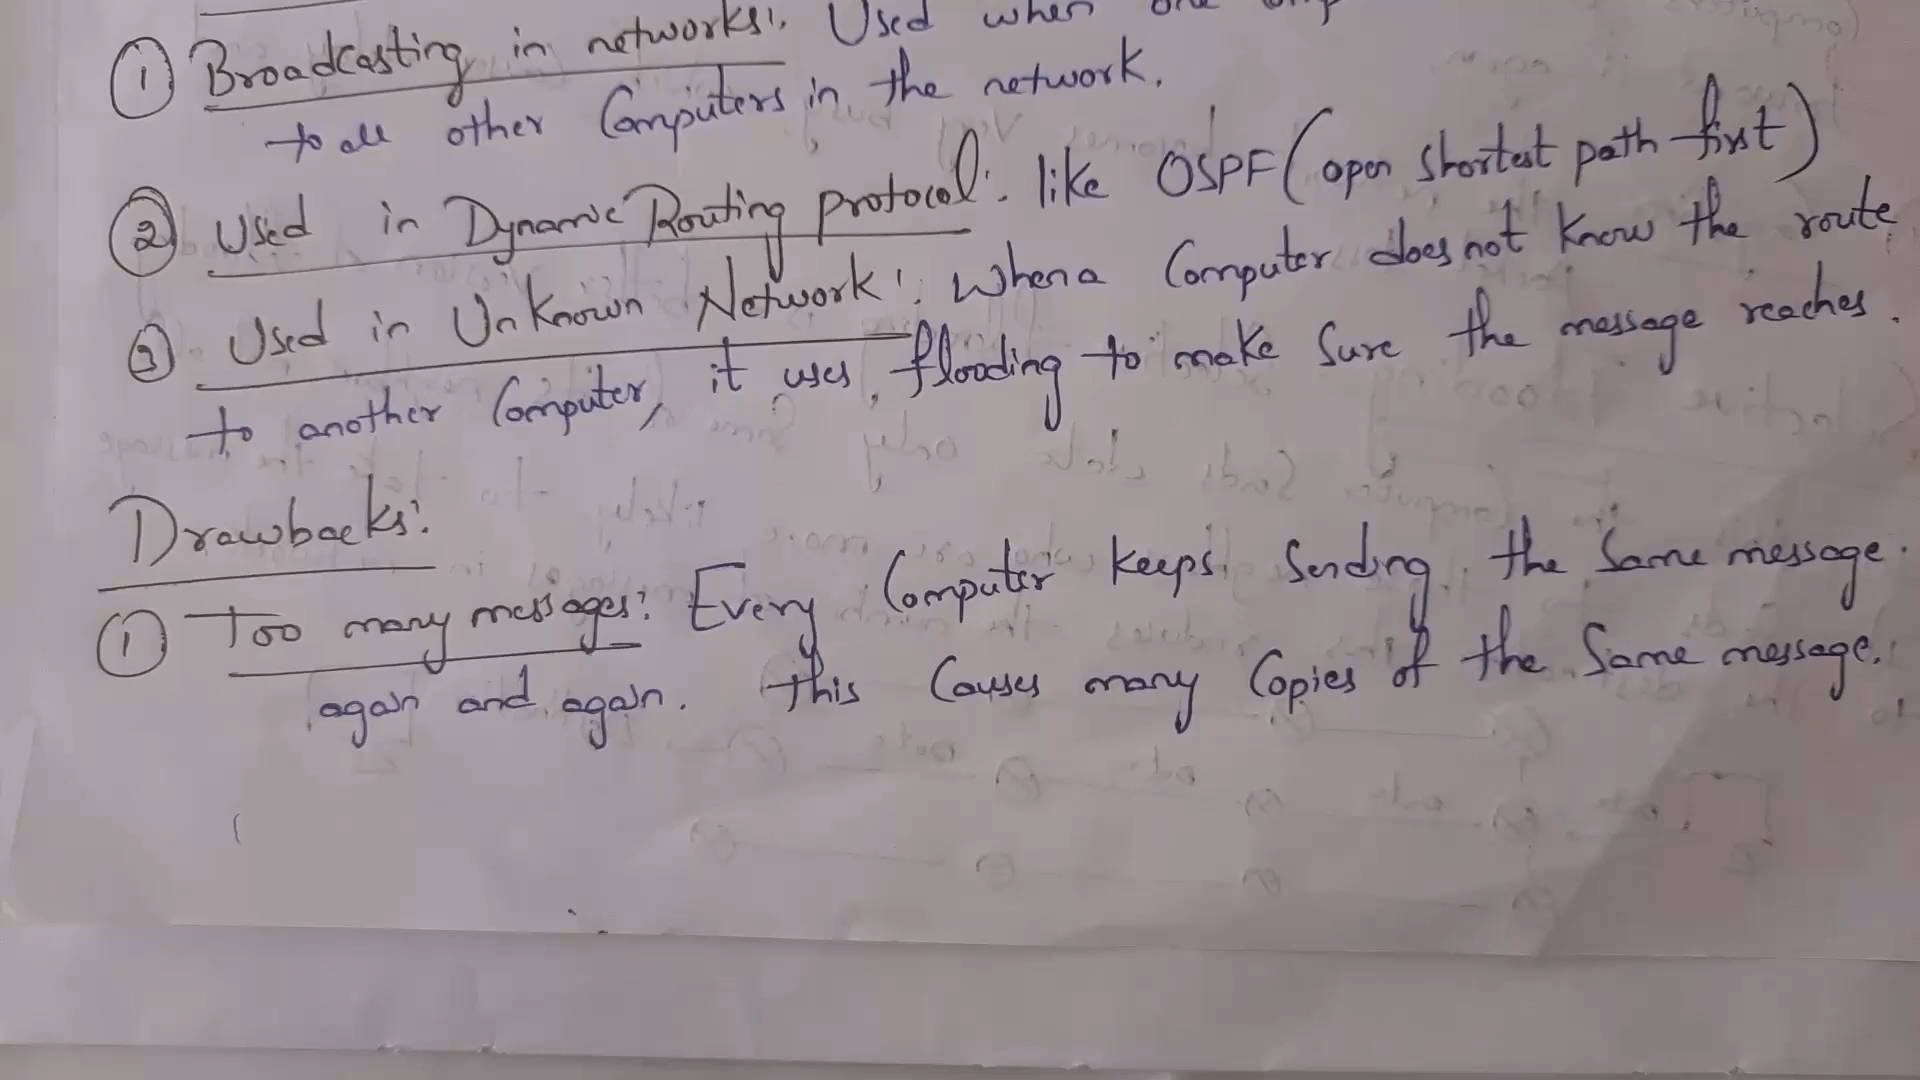 ① Broadcasting in networks:. Used when one
to all other Computers in the network.
② Used in Dynamic Routing protocol:. like OSPF (open shortest path first)
③ Used in Unknown Network:. When a Computer does not know the route
to another Computer, it uses flooding to make sure the message reaches.
Drawbacks:
① Too many messages: Every Computer keeps sending the same message
again and again. This causes many copies of the same message.